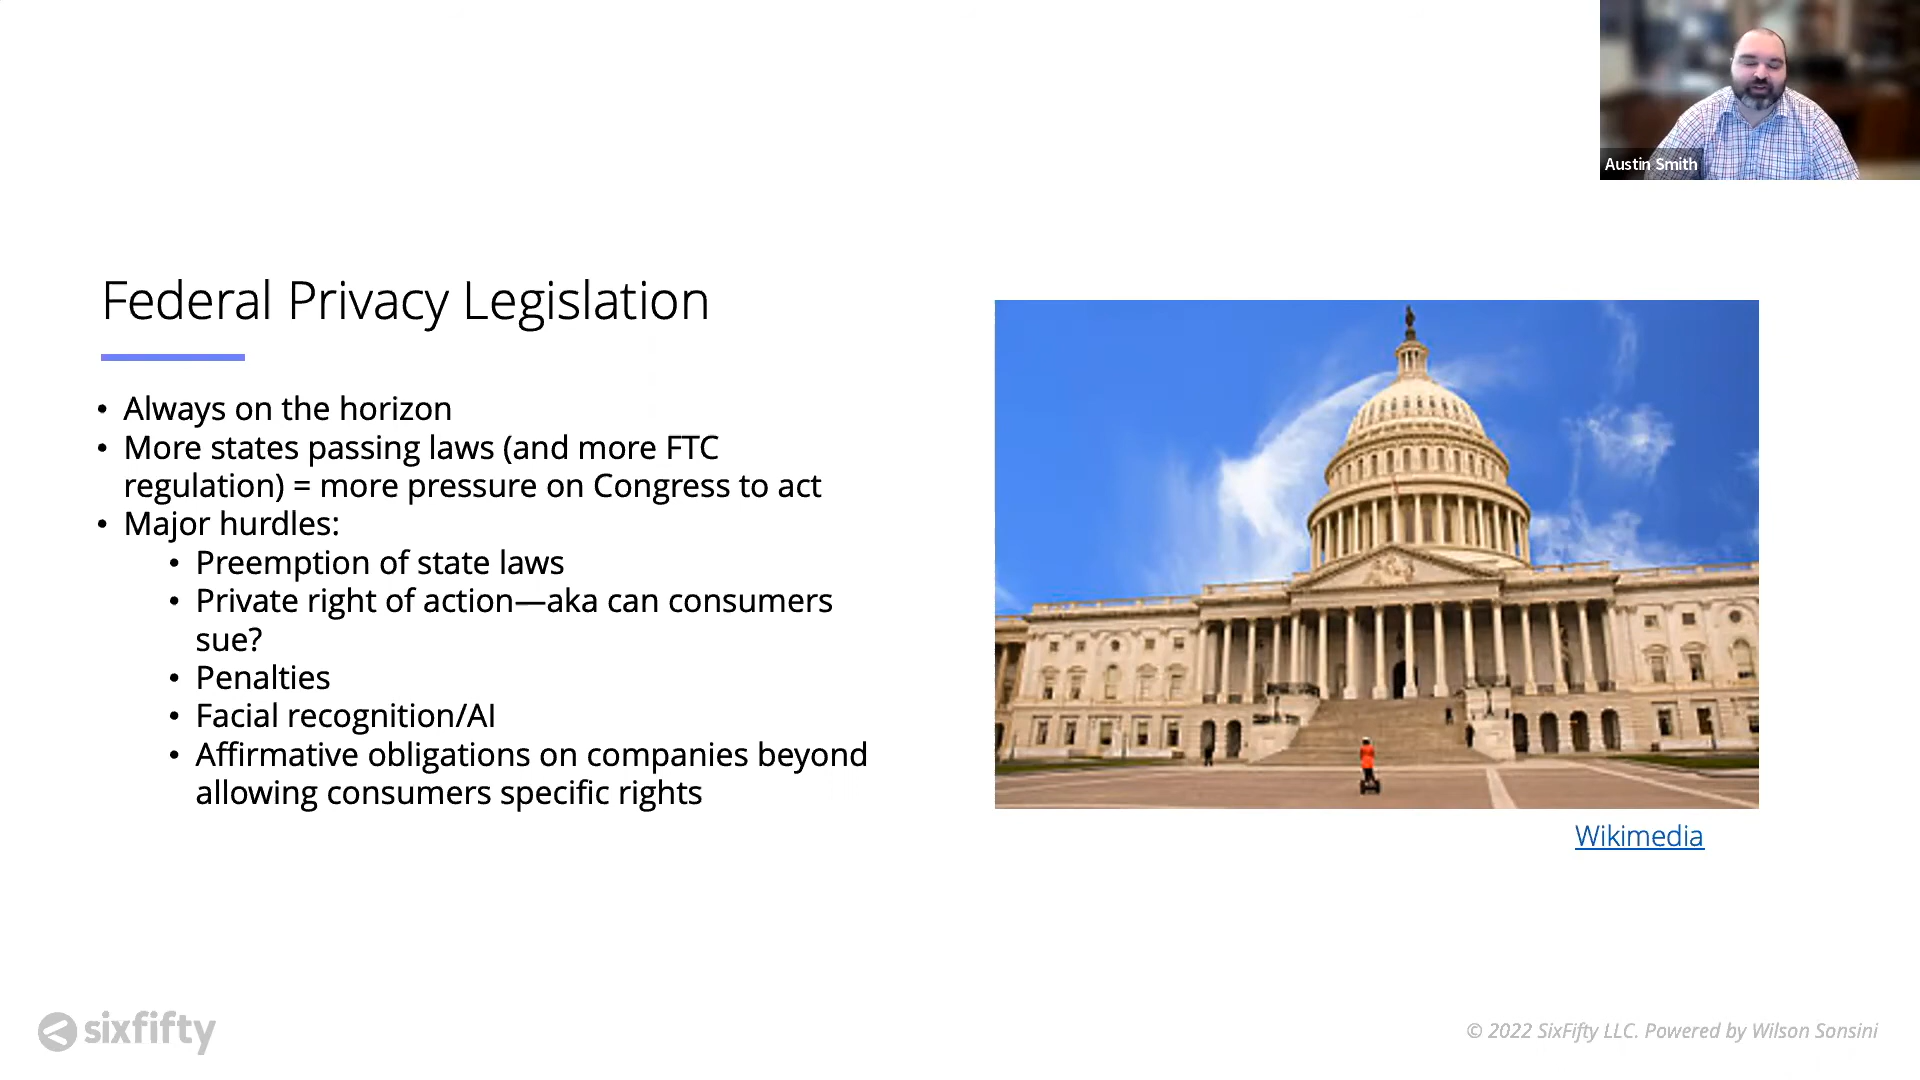 Austin Smith
Federal Privacy Legislation
• Always on the horizon
• More states passing laws (and more FTC
regulation) = more pressure on Congress to act
• Major hurdles:
• Preemption of state laws
• Private right of action—aka can consumers
sue?
• Penalties
• Facial recognition/AI
• Affirmative obligations on companies beyond
allowing consumers specific rights
Wikimedia
sixfifty
© 2022 SixFifty LLC. Powered by Wilson Sonsini